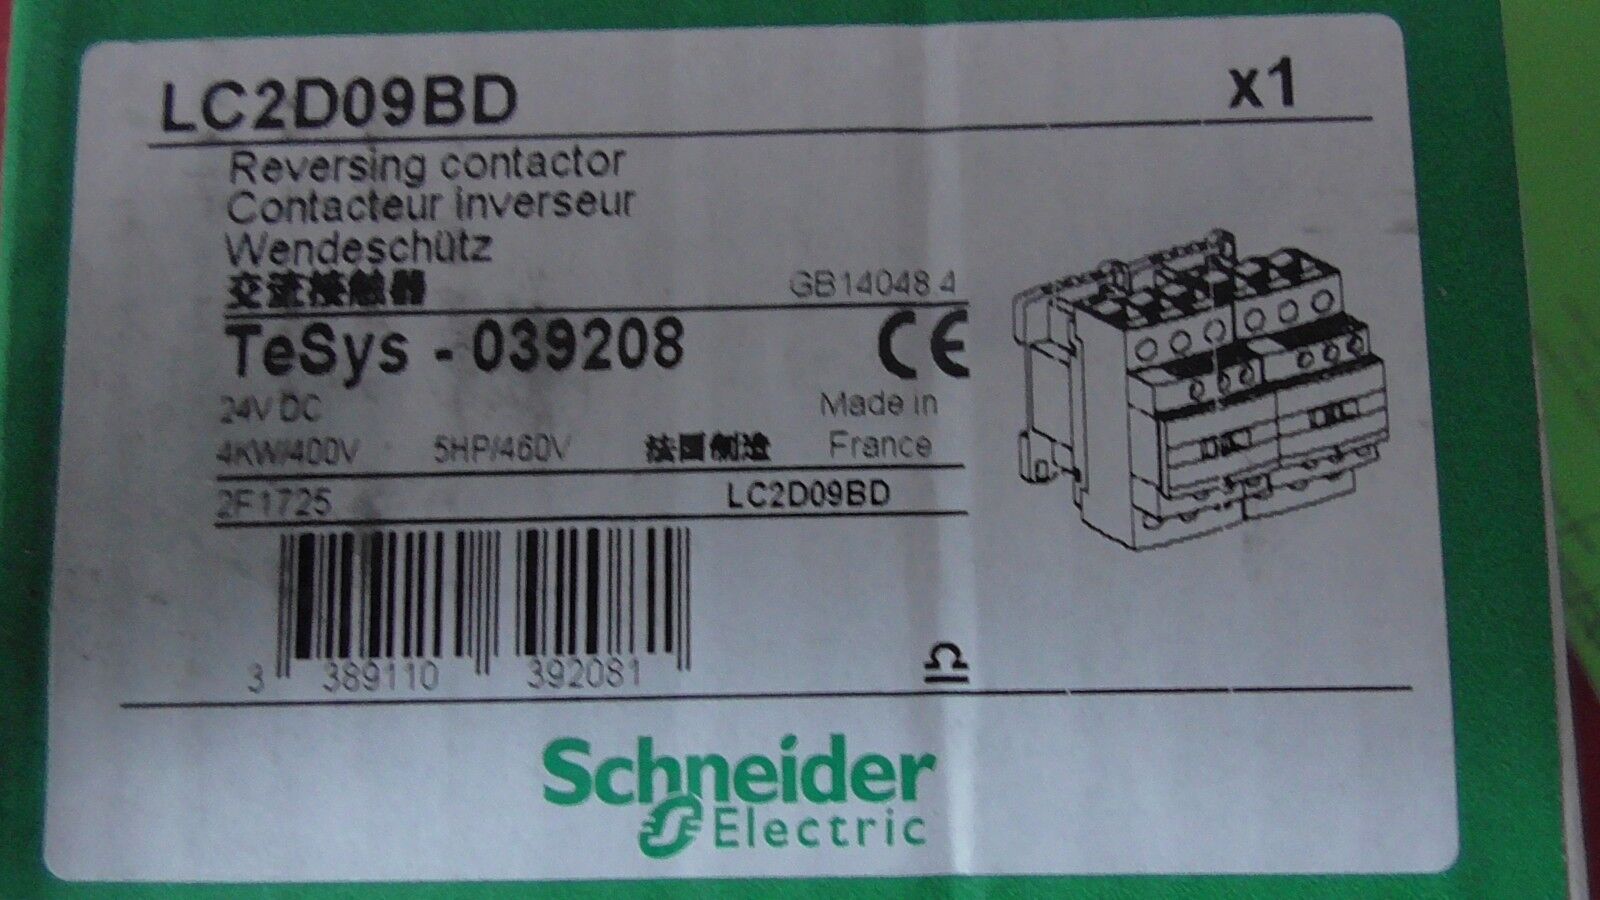 LC2D09BD x1
Reversing contactor
Contacteur inverseur
Wendeschütz
交流接触器 GB14048.4
TeSys - 039208 CE
24V DC Made in
4KW/400V 5HP/460V 法国制造 France
2F1725 LC2D09BD
3 389110 392081
Schneider
Electric